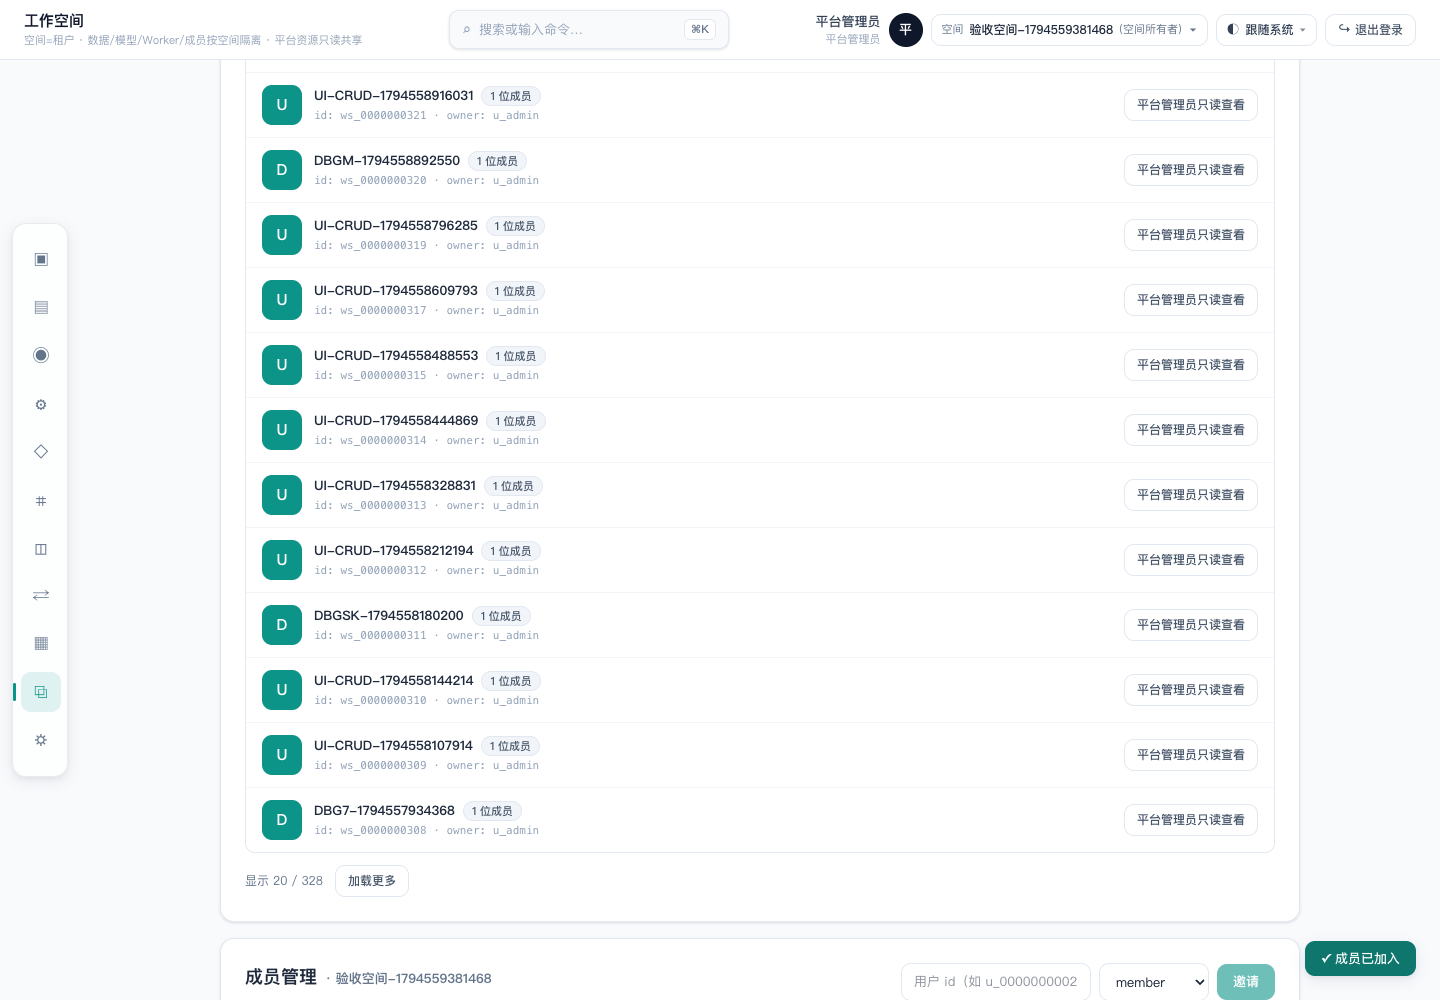 工作空间
空间=租户 · 数据/模型/Worker/成员按空间隔离 · 平台资源只读共享
搜索或输入命令…
⌘K
平台管理员
平台管理员
平
空间 验收空间-1794559381468 (空间所有者)
跟随系统
退出登录
U
UI-CRUD-1794558916031 1 位成员
id: ws_0000000321 · owner: u_admin
平台管理员只读查看
D
DBGM-1794558892550 1 位成员
id: ws_0000000320 · owner: u_admin
平台管理员只读查看
U
UI-CRUD-1794558796285 1 位成员
id: ws_0000000319 · owner: u_admin
平台管理员只读查看
U
UI-CRUD-1794558609793 1 位成员
id: ws_0000000317 · owner: u_admin
平台管理员只读查看
U
UI-CRUD-1794558488553 1 位成员
id: ws_0000000315 · owner: u_admin
平台管理员只读查看
U
UI-CRUD-1794558444869 1 位成员
id: ws_0000000314 · owner: u_admin
平台管理员只读查看
U
UI-CRUD-1794558328831 1 位成员
id: ws_0000000313 · owner: u_admin
平台管理员只读查看
U
UI-CRUD-1794558212194 1 位成员
id: ws_0000000312 · owner: u_admin
平台管理员只读查看
D
DBGSK-1794558180200 1 位成员
id: ws_0000000311 · owner: u_admin
平台管理员只读查看
U
UI-CRUD-1794558144214 1 位成员
id: ws_0000000310 · owner: u_admin
平台管理员只读查看
U
UI-CRUD-1794558107914 1 位成员
id: ws_0000000309 · owner: u_admin
平台管理员只读查看
D
DBG7-1794557934368 1 位成员
id: ws_0000000308 · owner: u_admin
平台管理员只读查看
显示 20 / 328 加载更多
成员管理 · 验收空间-1794559381468
用户 id（如 u_0000000002
member
邀请
✓ 成员已加入